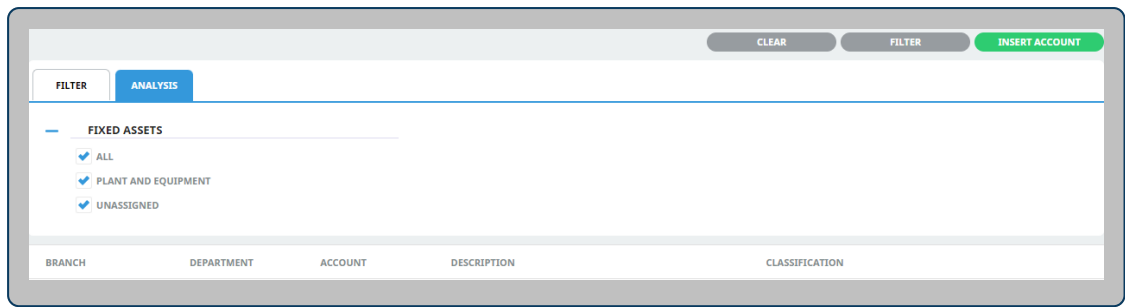 CLEAR FILTER INSERT ACCOUNT
FILTER ANALYSIS
FIXED ASSETS
ALL
PLANT AND EQUIPMENT
UNASSIGNED
BRANCH DEPARTMENT ACCOUNT DESCRIPTION CLASSIFICATION